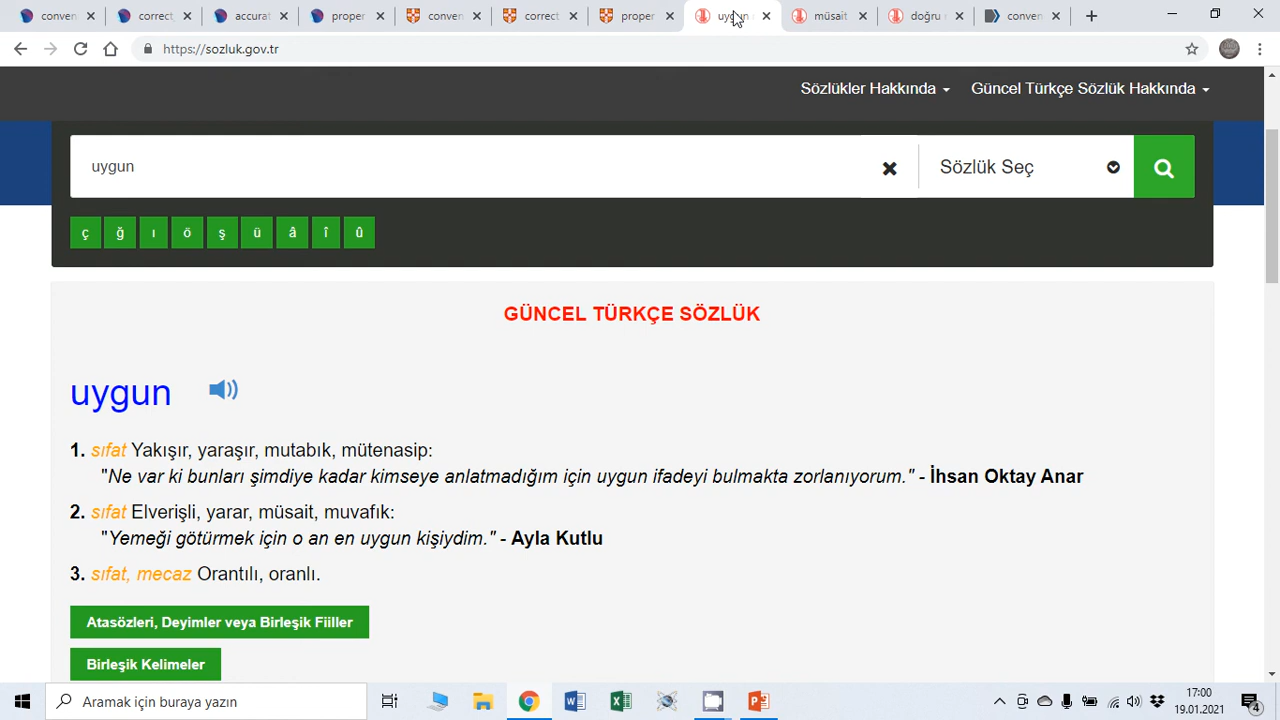 conven
correct
accurat
proper
conven
correct
proper
uygun
müsait
doğru
conven
https://sozluk.gov.tr
Sözlükler Hakkında
Güncel Türkçe Sözlük Hakkında
uygun
Sözlük Seç
ç ğ ı ö ş ü â î û
GÜNCEL TÜRKÇE SÖZLÜK
uygun
1. sıfat Yakışır, yaraşır, mutabık, mütenasip:
"Ne var ki bunları şimdiye kadar kimseye anlatmadığım için uygun ifadeyi bulmakta zorlanıyorum." - İhsan Oktay Anar
2. sıfat Elverişli, yarar, müsait, muvafık:
"Yemeği götürmek için o an en uygun kişiydim." - Ayla Kutlu
3. sıfat, mecaz Orantılı, oranlı.
Atasözleri, Deyimler veya Birleşik Fiiller
Birleşik Kelimeler
Aramak için buraya yazın
17:00
19.01.2021
4